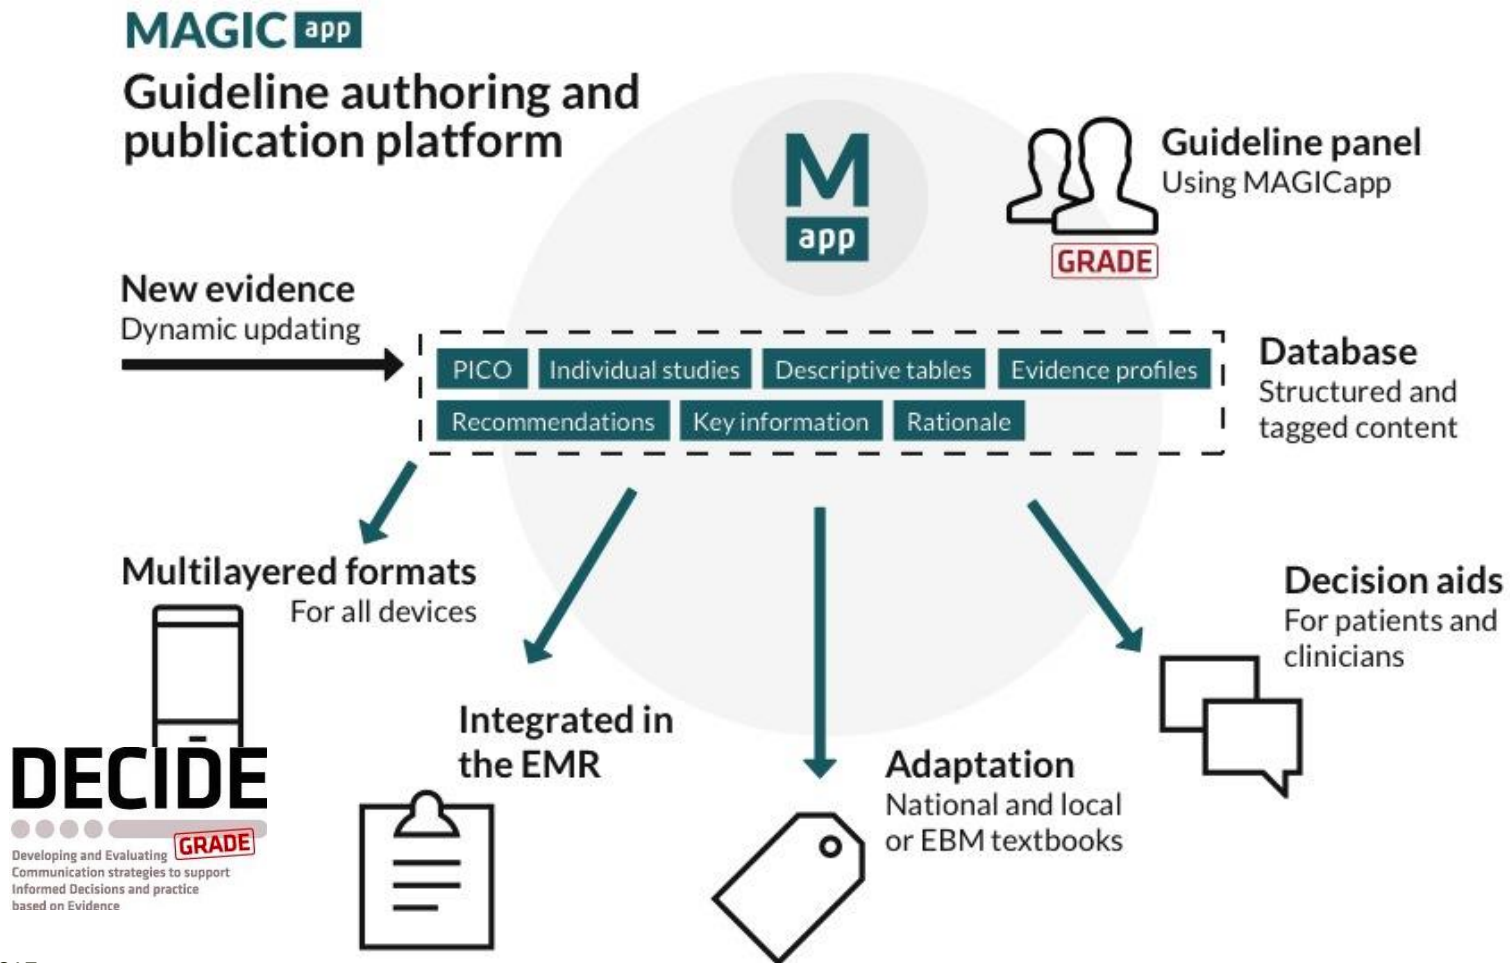 MAGIC app
Guideline authoring and
publication platform
M
app
Guideline panel
Using MAGICapp
GRADE
New evidence
Dynamic updating
PICO Individual studies Descriptive tables Evidence profiles
Recommendations Key information Rationale
Database
Structured and
tagged content
Multilayered formats
For all devices
Integrated in
the EMR
Adaptation
National and local
or EBM textbooks
Decision aids
For patients and
clinicians
DECIDE
GRADE
Developing and Evaluating
Communication strategies to support
Informed Decisions and practice
based on Evidence